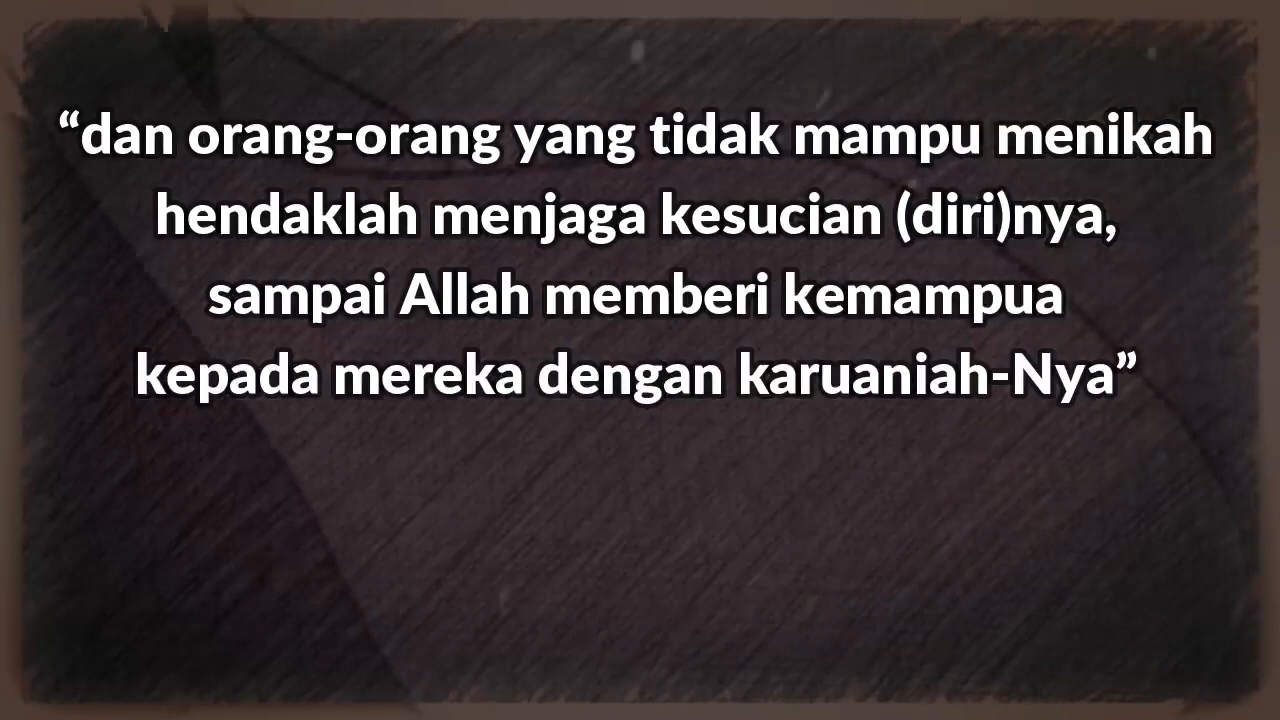 “dan orang-orang yang tidak mampu menikah
hendaklah menjaga kesucian (diri)nya,
sampai Allah memberi kemampua
kepada mereka dengan karuaniah-Nya”